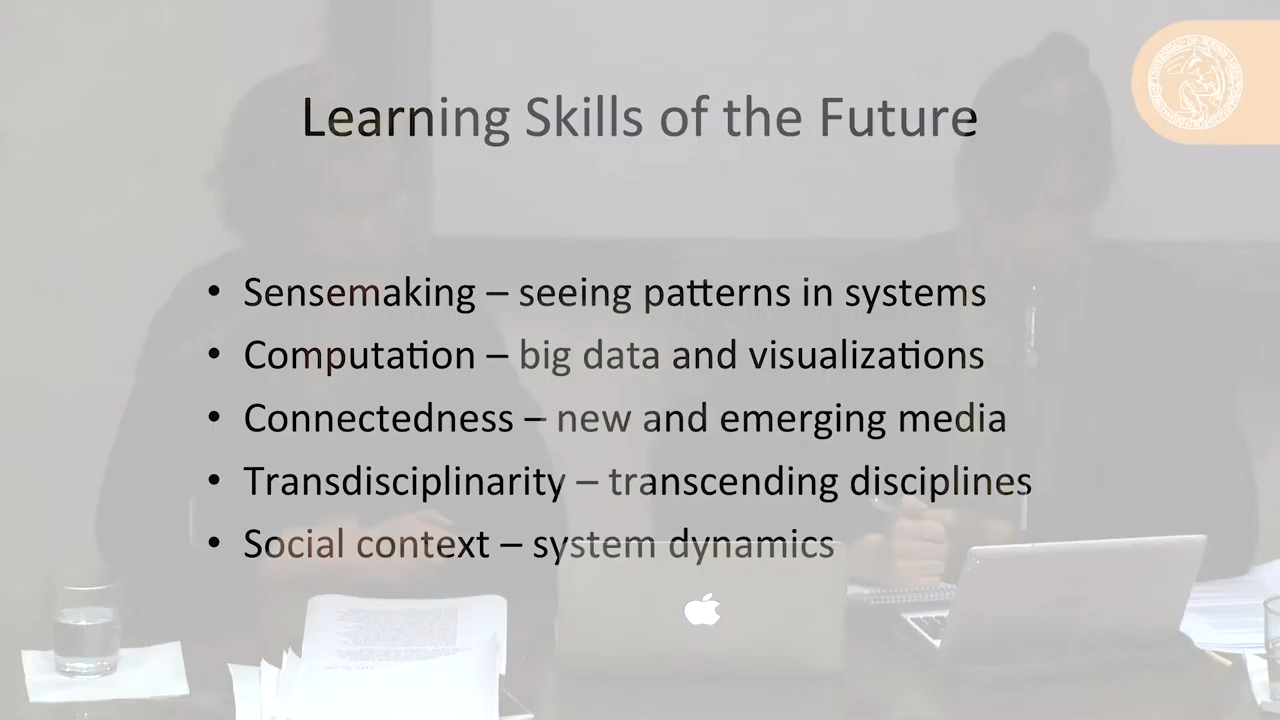 Learning Skills of the Future
• Sensemaking – seeing patterns in systems
• Computation – big data and visualizations
• Connectedness – new and emerging media
• Transdisciplinarity – transcending disciplines
• Social context – system dynamics